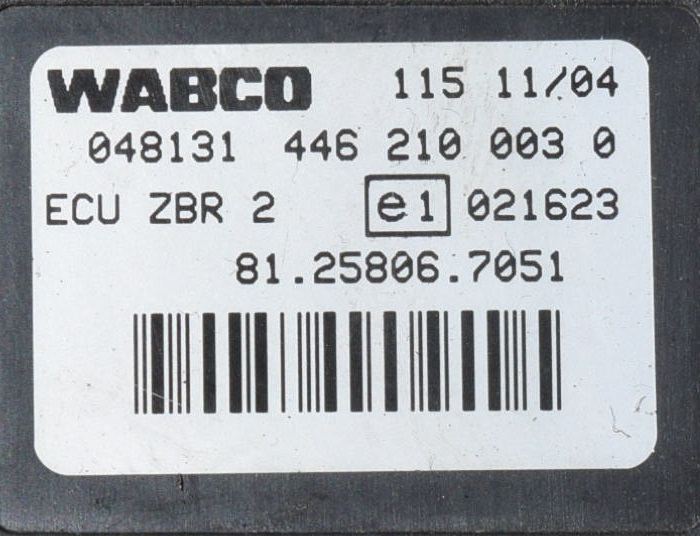 WABCO 115 11/04
048131 446 210 003 0
ECU ZBR 2 e1 021623
81.25806.7051